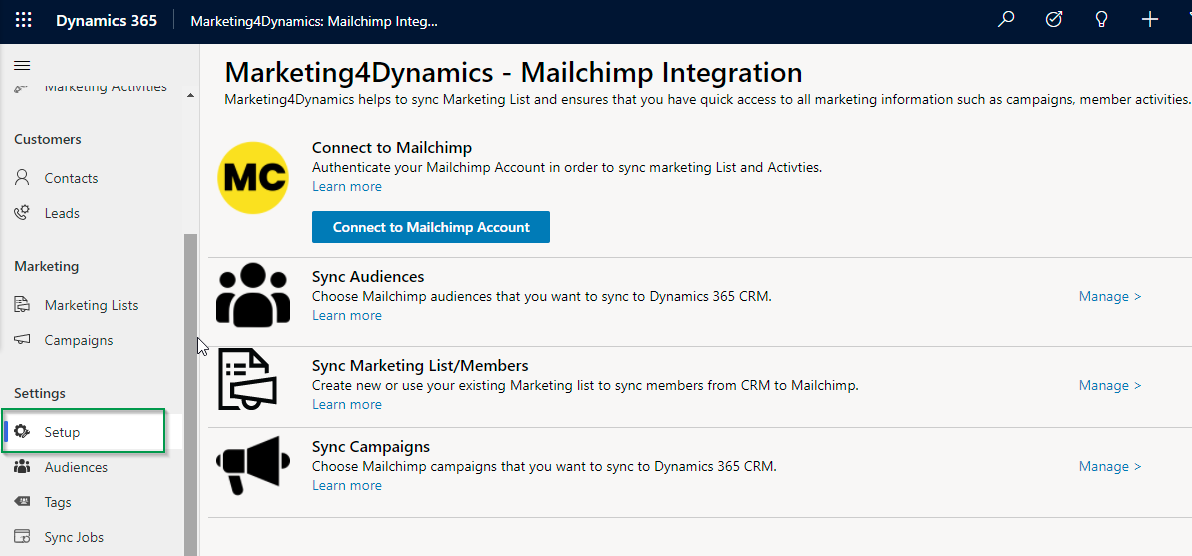 Dynamics 365
Marketing4Dynamics: Mailchimp Integ...
Marketing Activities
Customers
Contacts
Leads
Marketing
Marketing Lists
Campaigns
Settings
Setup
Audiences
Tags
Sync Jobs
Marketing4Dynamics - Mailchimp Integration
Marketing4Dynamics helps to sync Marketing List and ensures that you have quick access to all marketing information such as campaigns, member activities.
MC
Connect to Mailchimp
Authenticate your Mailchimp Account in order to sync marketing List and Activties.
Learn more
Connect to Mailchimp Account
Sync Audiences
Choose Mailchimp audiences that you want to sync to Dynamics 365 CRM.
Manage >
Learn more
Sync Marketing List/Members
Create new or use your existing Marketing list to sync members from CRM to Mailchimp.
Manage >
Learn more
Sync Campaigns
Choose Mailchimp campaigns that you want to sync to Dynamics 365 CRM.
Manage >
Learn more